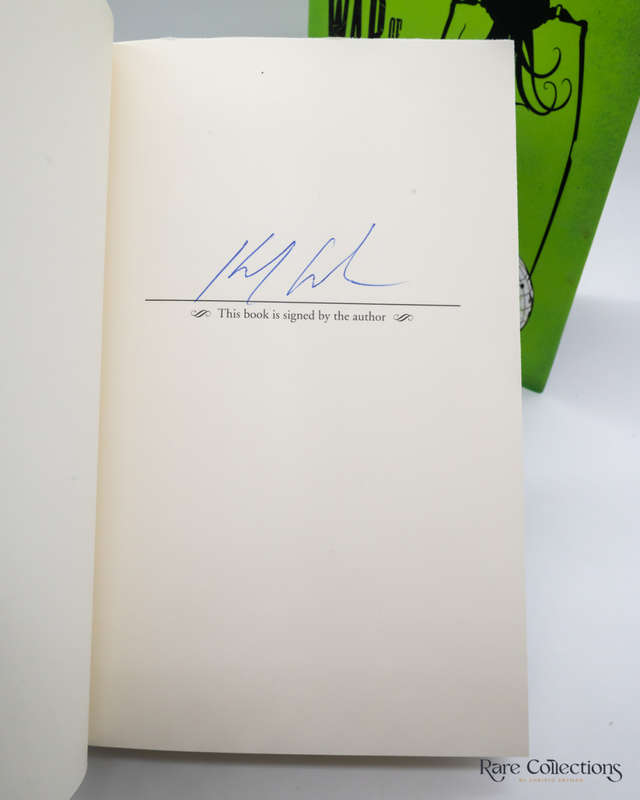 WAR OF
This book is signed by the author
Rare Collections